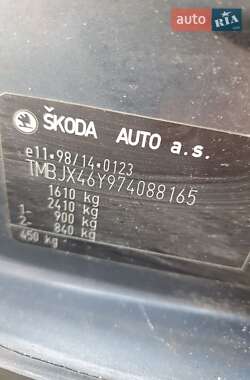 auto RIA
.com
ŠKODA AUTO a.s.
e11*98/14*0123
TMBJX46Y974088165
1610 kg
2410 kg
1- 900 kg
2- 840 kg
450 kg